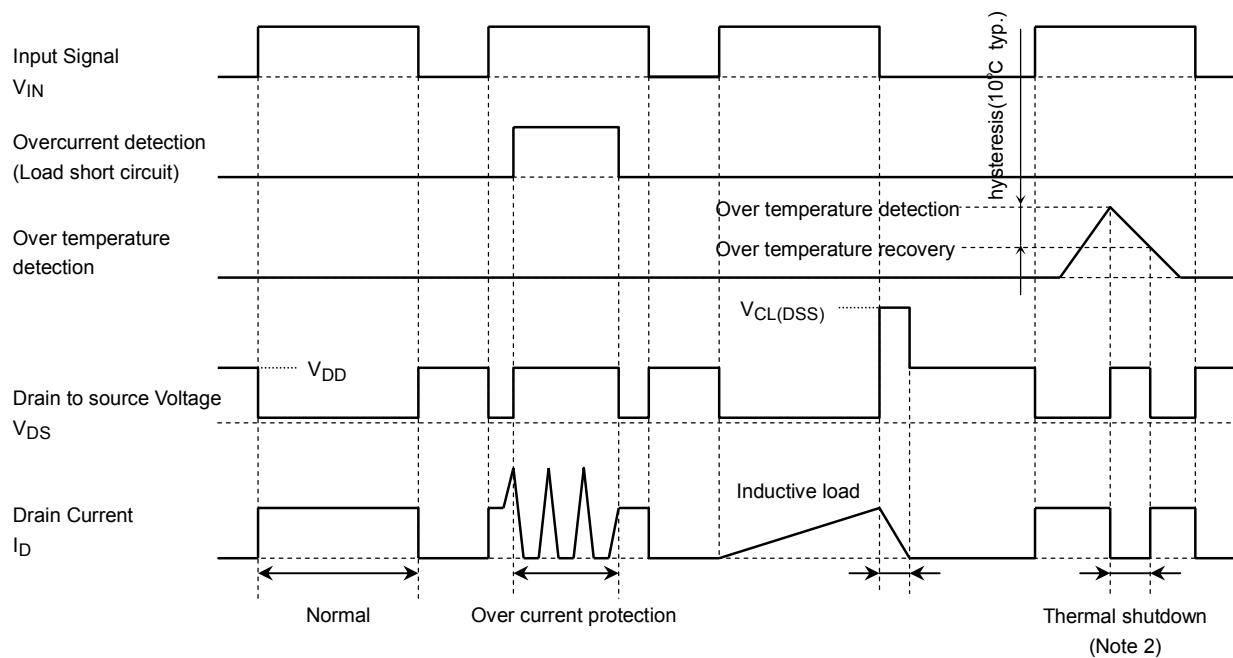 Input Signal
VIN
Overcurrent detection
(Load short circuit)
Over temperature
detection
hysteresis(10°C typ.)
Over temperature detection
Over temperature recovery
VCL(DSS)
VDD
Drain to source Voltage
VDS
Inductive load
Drain Current
ID
Normal
Over current protection
Thermal shutdown
(Note 2)